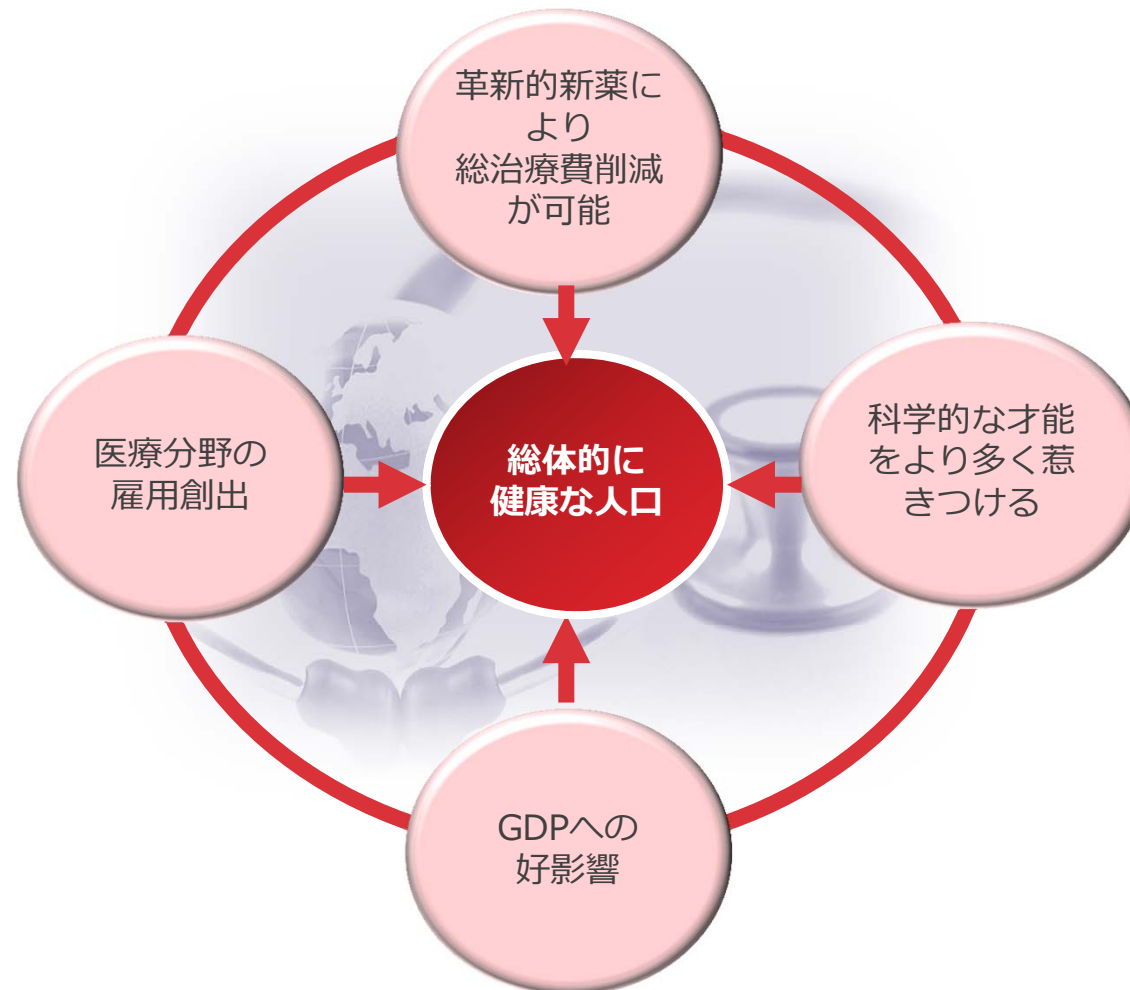 革新的新薬に
より
総治療費削減
が可能
医療分野の
雇用創出
総体的に
健康な人口
科学的な才能
をより多く惹
きつける
GDPへの
好影響